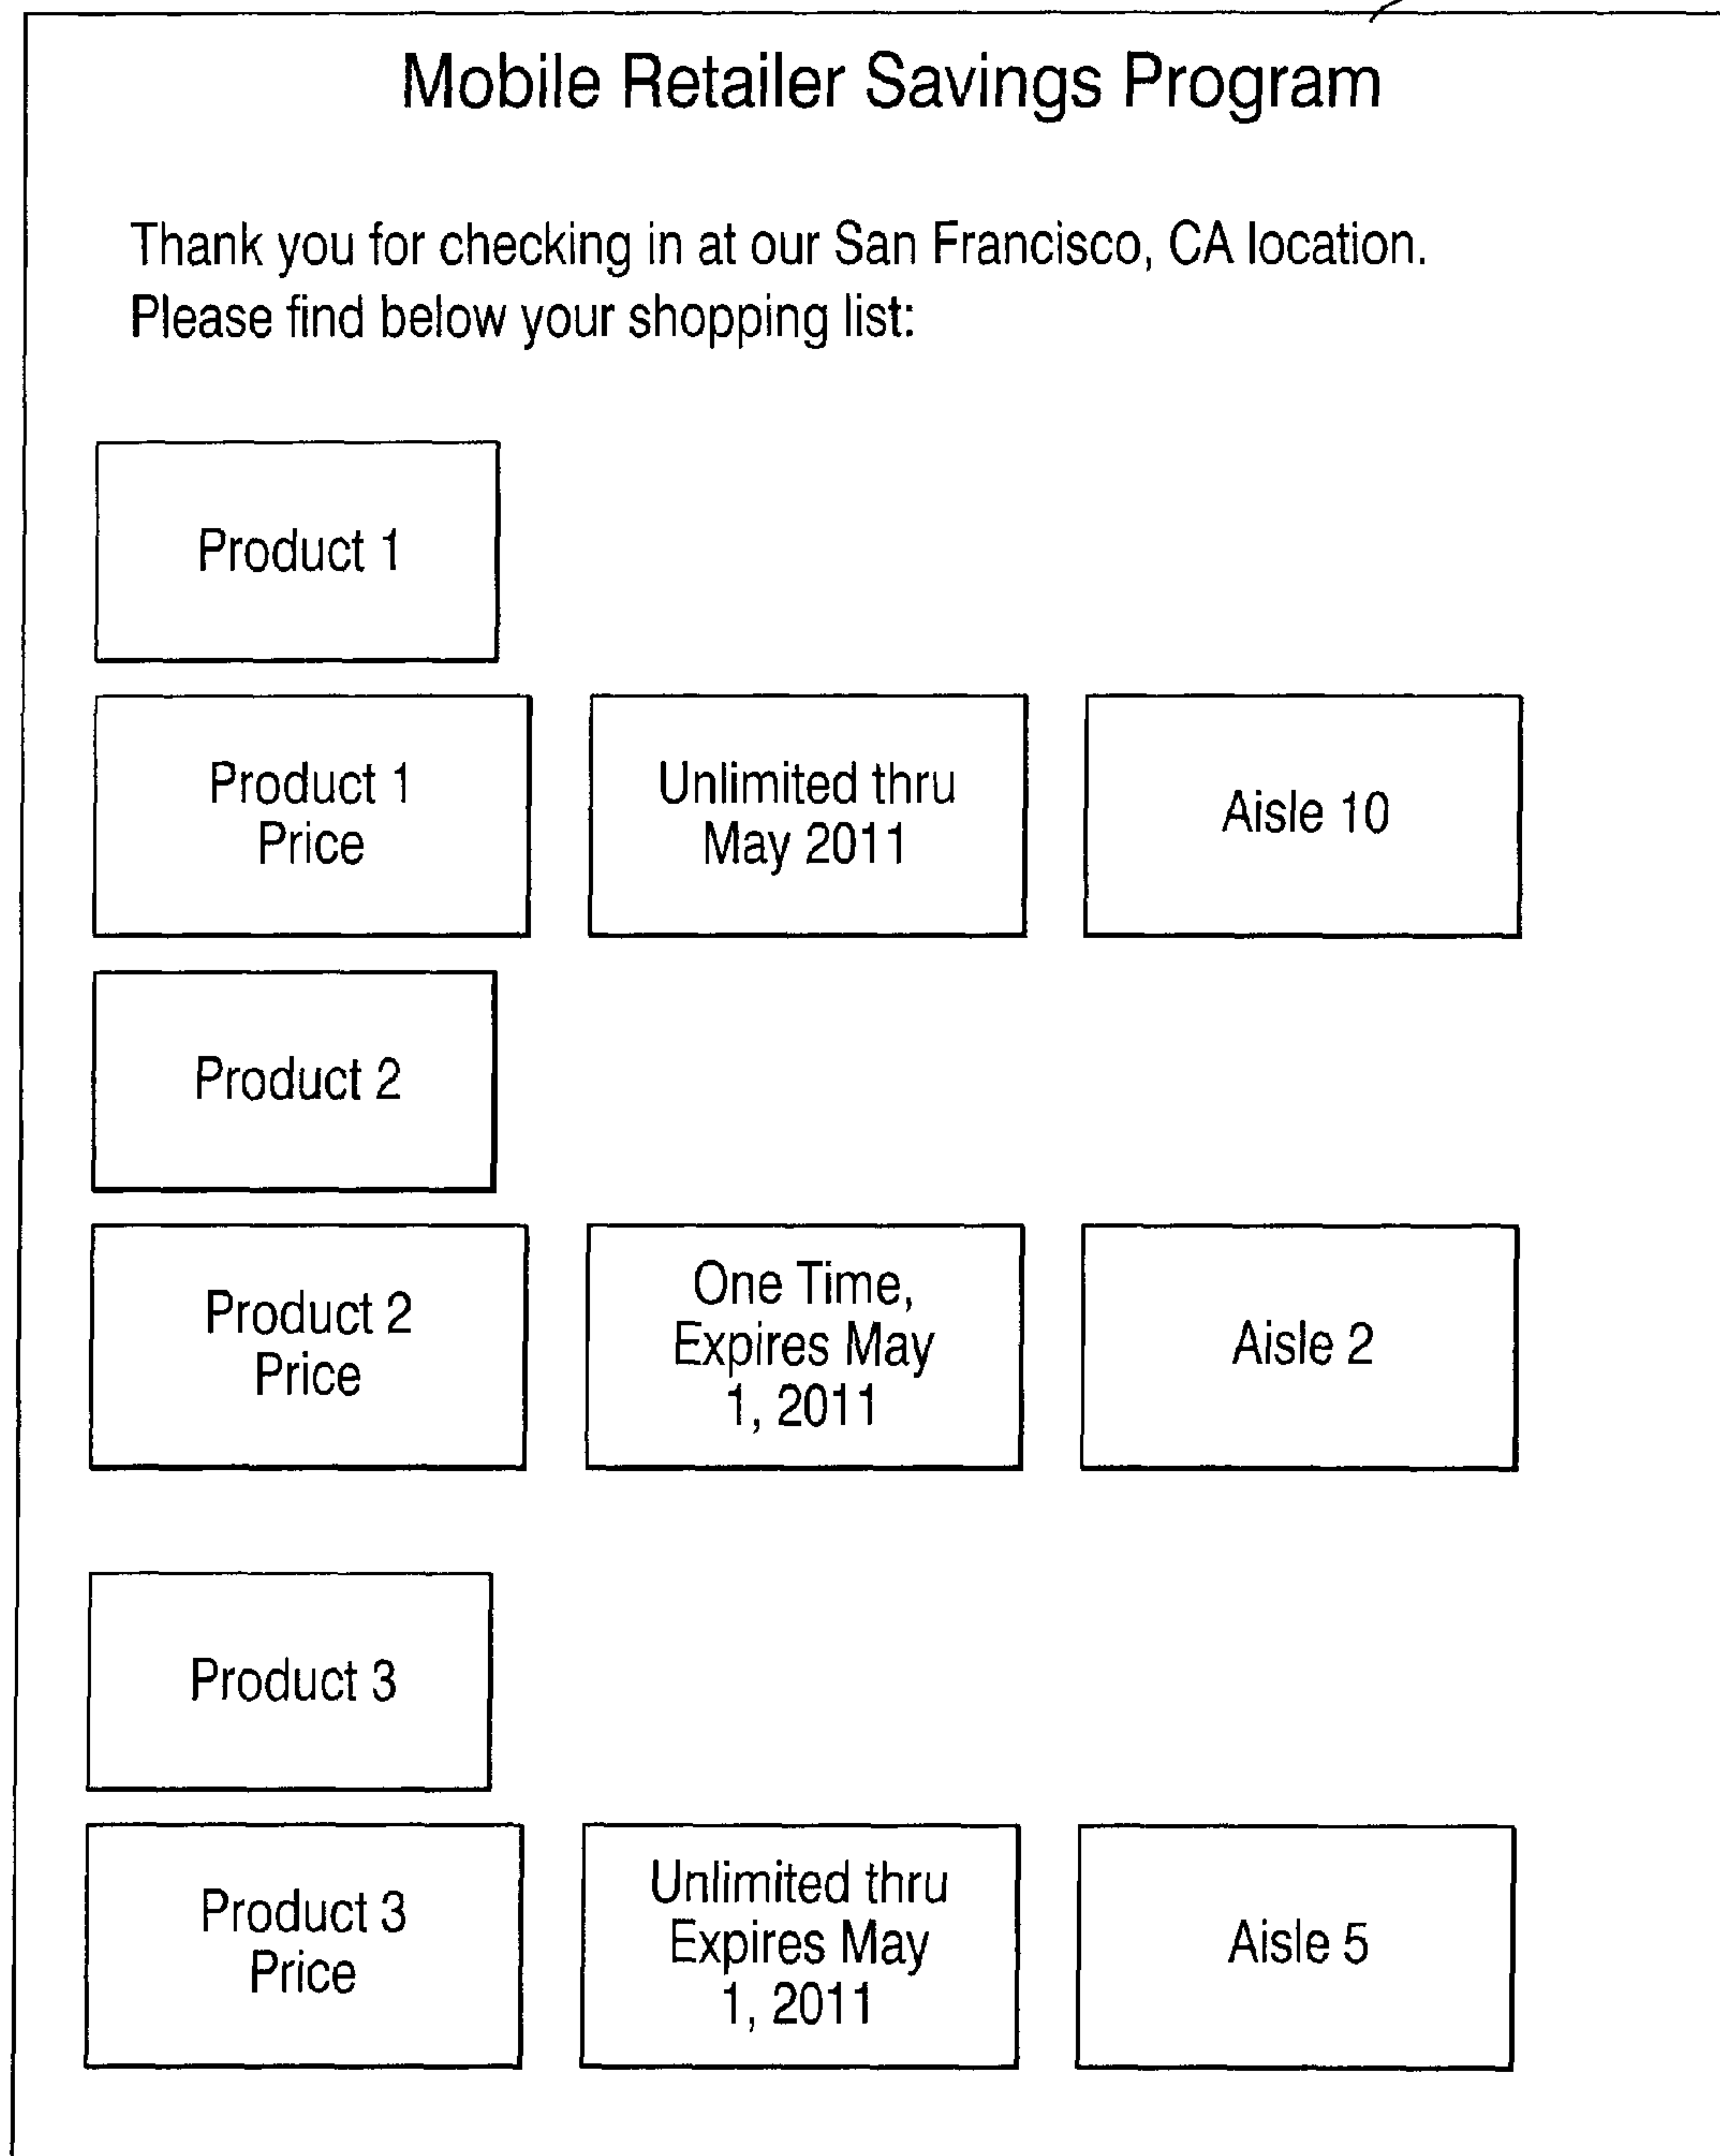 Mobile Retailer Savings Program
Thank you for checking in at our San Francisco, CA location.
Please find below your shopping list:
Product 1
Product 1
Price
Unlimited thru
May 2011
Aisle 10
Product 2
Product 2
Price
One Time,
Expires May
1, 2011
Aisle 2
Product 3
Product 3
Price
Unlimited thru
Expires May
1, 2011
Aisle 5